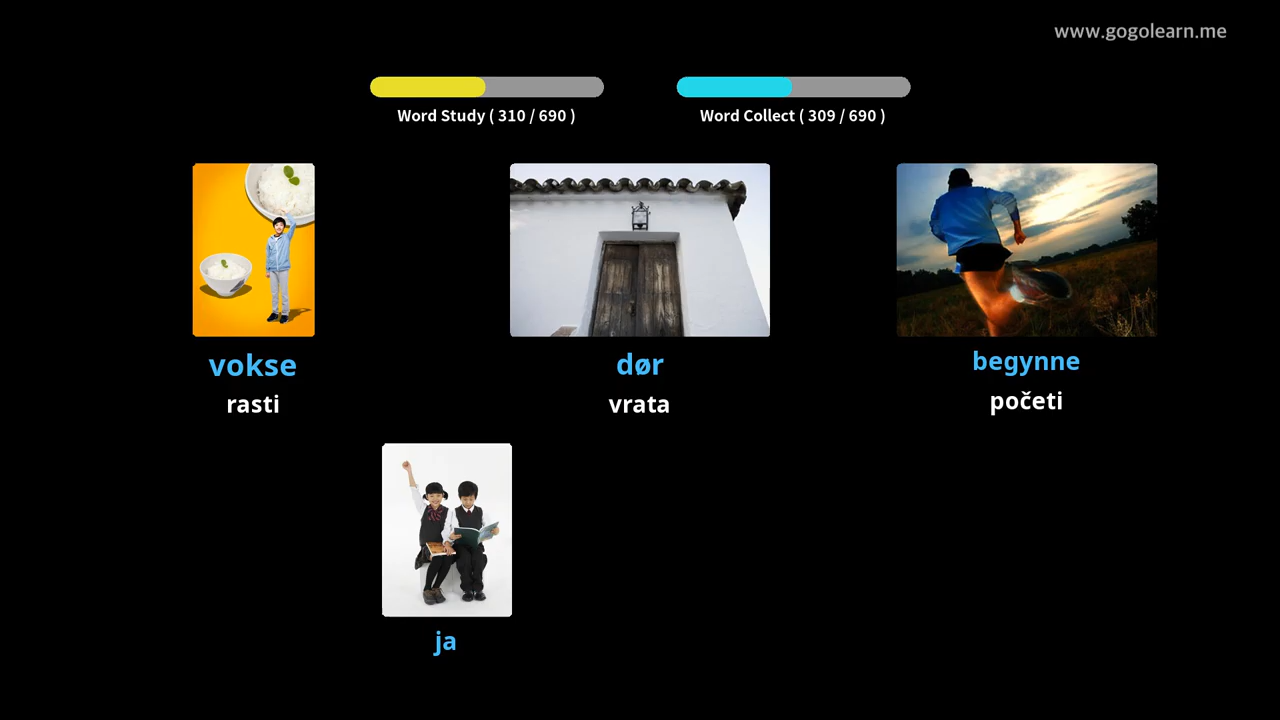 www.gogolearn.me
Word Study ( 310 / 690 )
Word Collect ( 309 / 690 )
vokse
dør
begynne
rasti
vrata
početi
ja